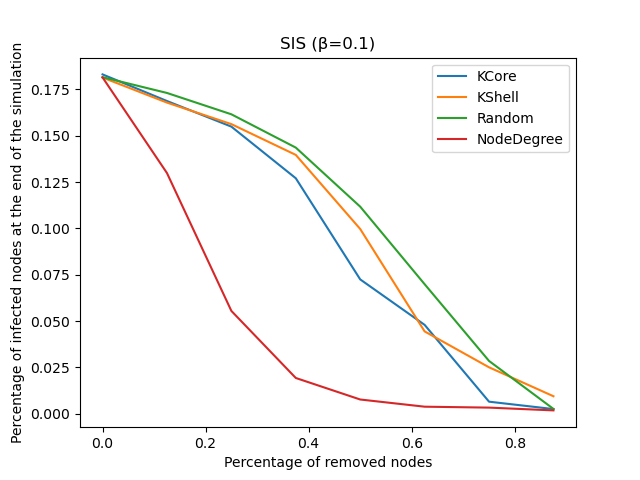 SIS (β=0.1)
Percentage of infected nodes at the end of the simulation
0.175
0.150
0.125
0.100
0.075
0.050
0.025
0.000
KCore
KShell
Random
NodeDegree
0.0 0.2 0.4 0.6 0.8
Percentage of removed nodes